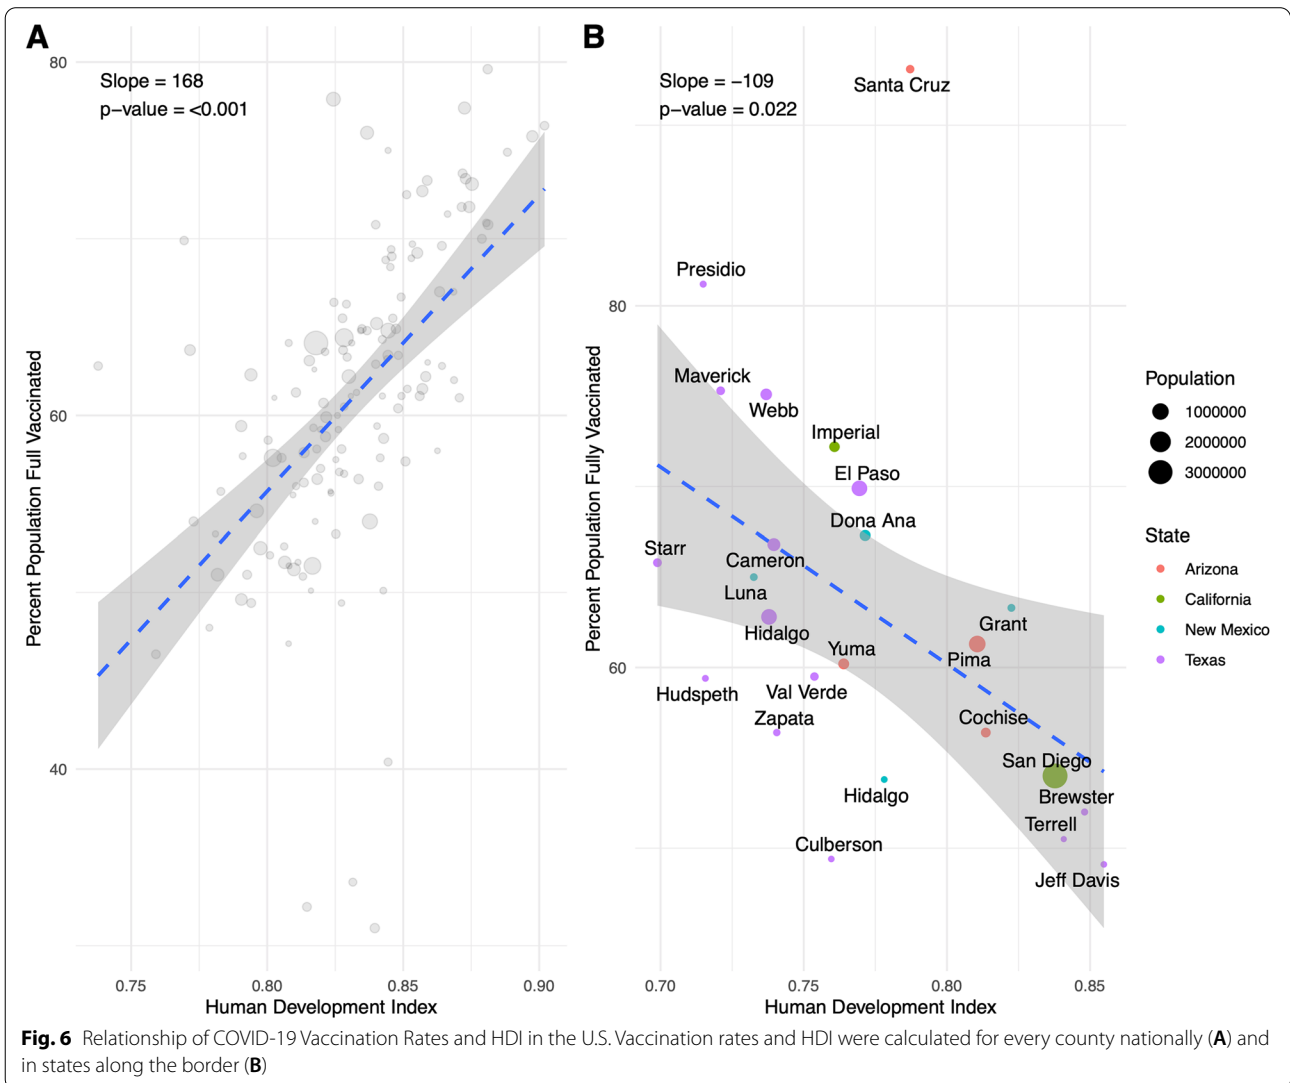 A
Slope = 168
p−value = <0.001
Percent Population Full Vaccinated
80
60
40
0.75
0.80
0.85
0.90
Human Development Index
B
Slope = −109
p−value = 0.022
Percent Population Fully Vaccinated
80
60
Santa Cruz
Presidio
Maverick
Webb
Imperial
El Paso
Dona Ana
Starr
Cameron
Luna
Grant
Hidalgo
Yuma
Pima
Hudspeth
Val Verde
Zapata
Cochise
San Diego
Hidalgo
Brewster
Terrell
Culberson
Jeff Davis
0.70
0.75
0.80
0.85
Human Development Index
Population
1000000
2000000
3000000
State
Arizona
California
New Mexico
Texas
Fig. 6 Relationship of COVID-19 Vaccination Rates and HDI in the U.S. Vaccination rates and HDI were calculated for every county nationally (A) and
in states along the border (B)